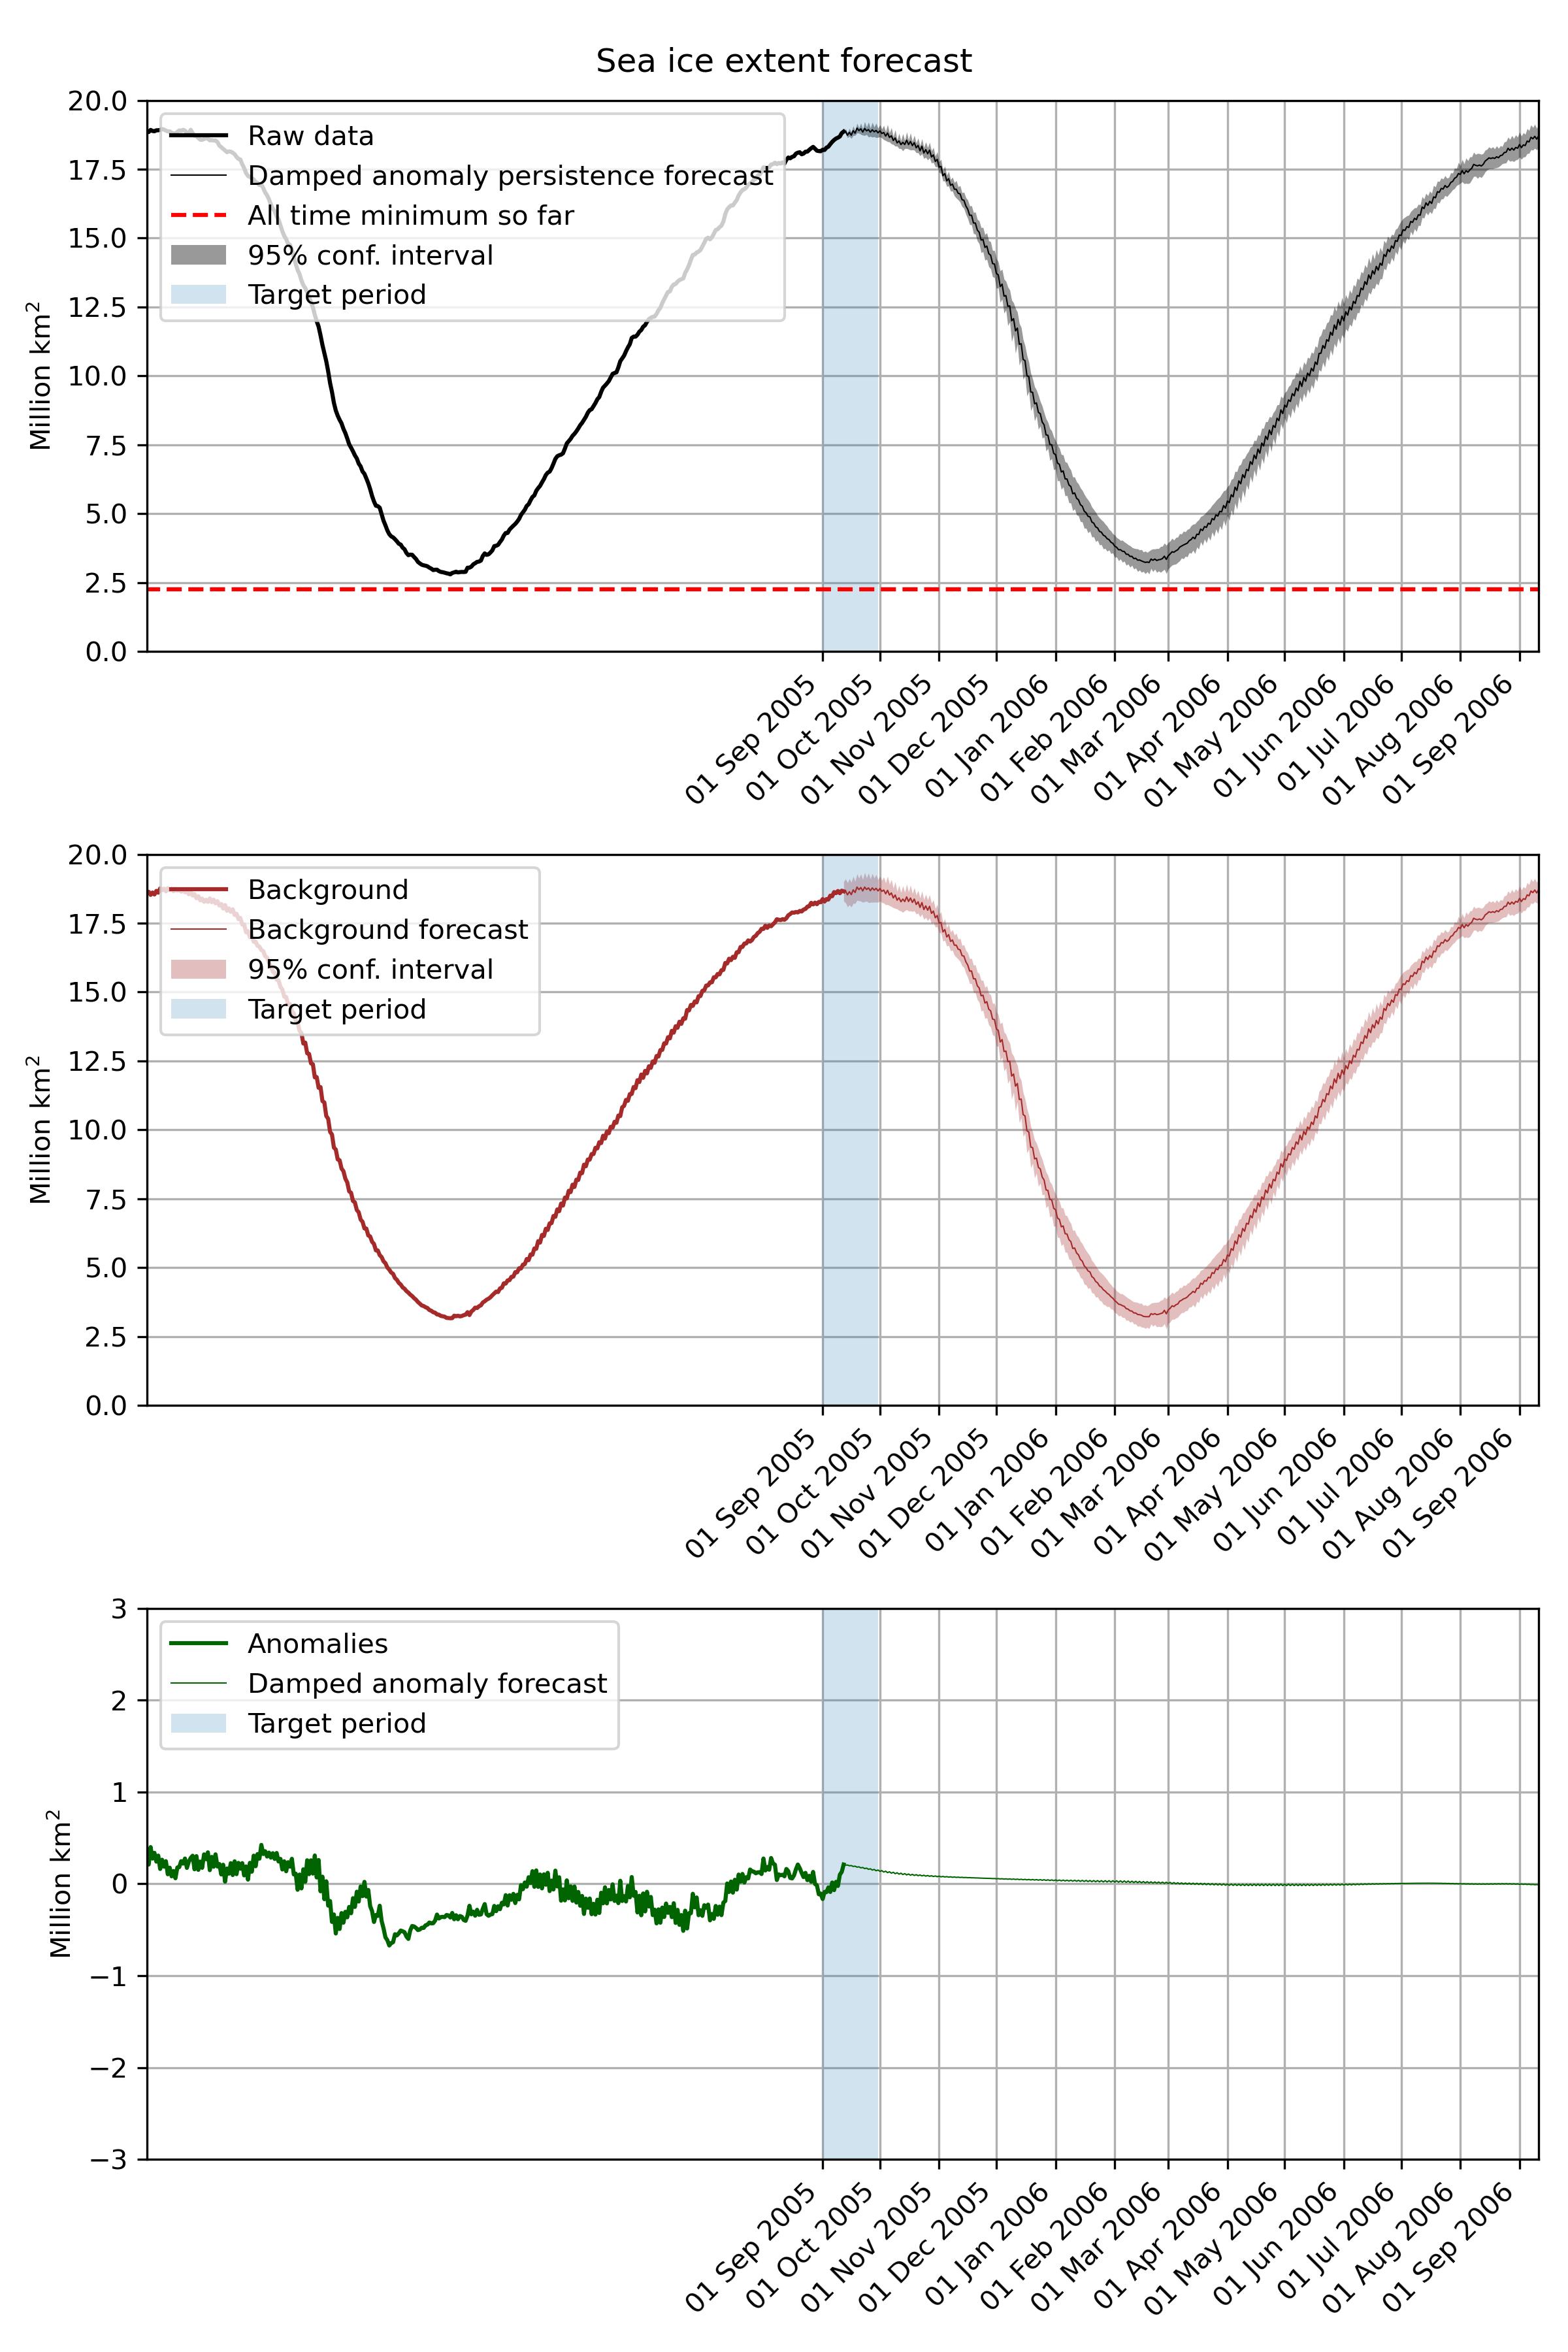 Sea ice extent forecast
20.0
17.5
15.0
12.5
10.0
7.5
5.0
2.5
0.0
Million km²
Raw data
Damped anomaly persistence forecast
All time minimum so far
95% conf. interval
Target period
01 Sep 2005
01 Oct 2005
01 Nov 2005
01 Dec 2005
01 Jan 2006
01 Feb 2006
01 Mar 2006
01 Apr 2006
01 May 2006
01 Jun 2006
01 Jul 2006
01 Aug 2006
01 Sep 2006
20.0
17.5
15.0
12.5
10.0
7.5
5.0
2.5
0.0
Million km²
Background
Background forecast
95% conf. interval
Target period
01 Sep 2005
01 Oct 2005
01 Nov 2005
01 Dec 2005
01 Jan 2006
01 Feb 2006
01 Mar 2006
01 Apr 2006
01 May 2006
01 Jun 2006
01 Jul 2006
01 Aug 2006
01 Sep 2006
3
2
1
0
−1
−2
−3
Million km²
Anomalies
Damped anomaly forecast
Target period
01 Sep 2005
01 Oct 2005
01 Nov 2005
01 Dec 2005
01 Jan 2006
01 Feb 2006
01 Mar 2006
01 Apr 2006
01 May 2006
01 Jun 2006
01 Jul 2006
01 Aug 2006
01 Sep 2006